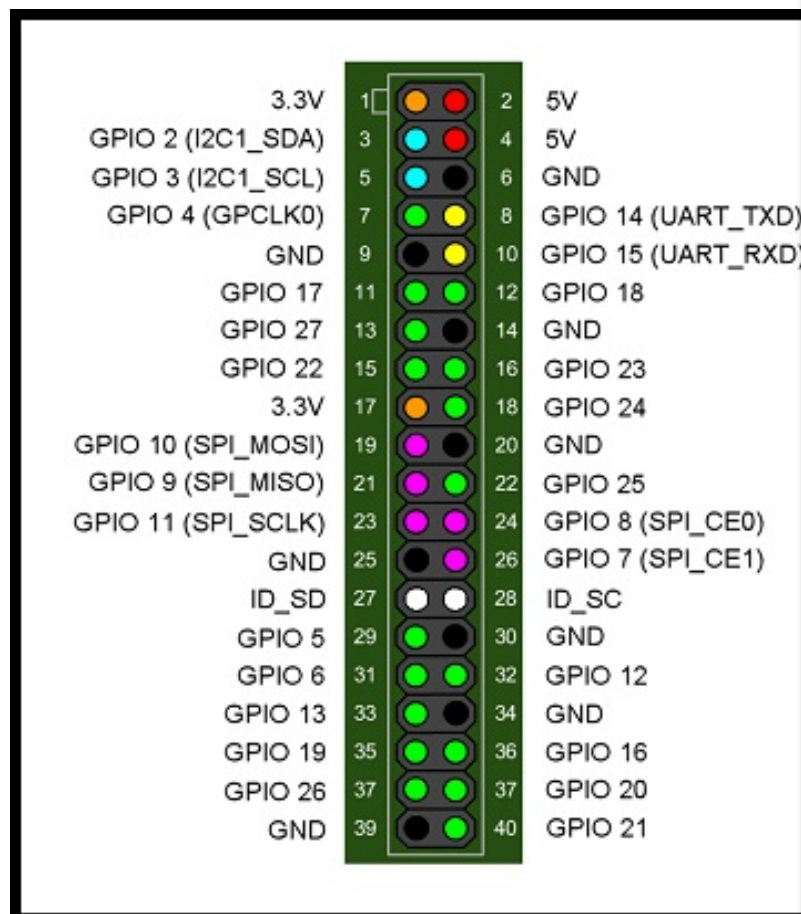 3.3V 1 2 5V
GPIO 2 (I2C1_SDA) 3 4 5V
GPIO 3 (I2C1_SCL) 5 6 GND
GPIO 4 (GPCLK0) 7 8 GPIO 14 (UART_TXD)
GND 9 10 GPIO 15 (UART_RXD)
GPIO 17 11 12 GPIO 18
GPIO 27 13 14 GND
GPIO 22 15 16 GPIO 23
3.3V 17 18 GPIO 24
GPIO 10 (SPI_MOSI) 19 20 GND
GPIO 9 (SPI_MISO) 21 22 GPIO 25
GPIO 11 (SPI_SCLK) 23 24 GPIO 8 (SPI_CE0)
GND 25 26 GPIO 7 (SPI_CE1)
ID_SD 27 28 ID_SC
GPIO 5 29 30 GND
GPIO 6 31 32 GPIO 12
GPIO 13 33 34 GND
GPIO 19 35 36 GPIO 16
GPIO 26 37 37 GPIO 20
GND 39 40 GPIO 21